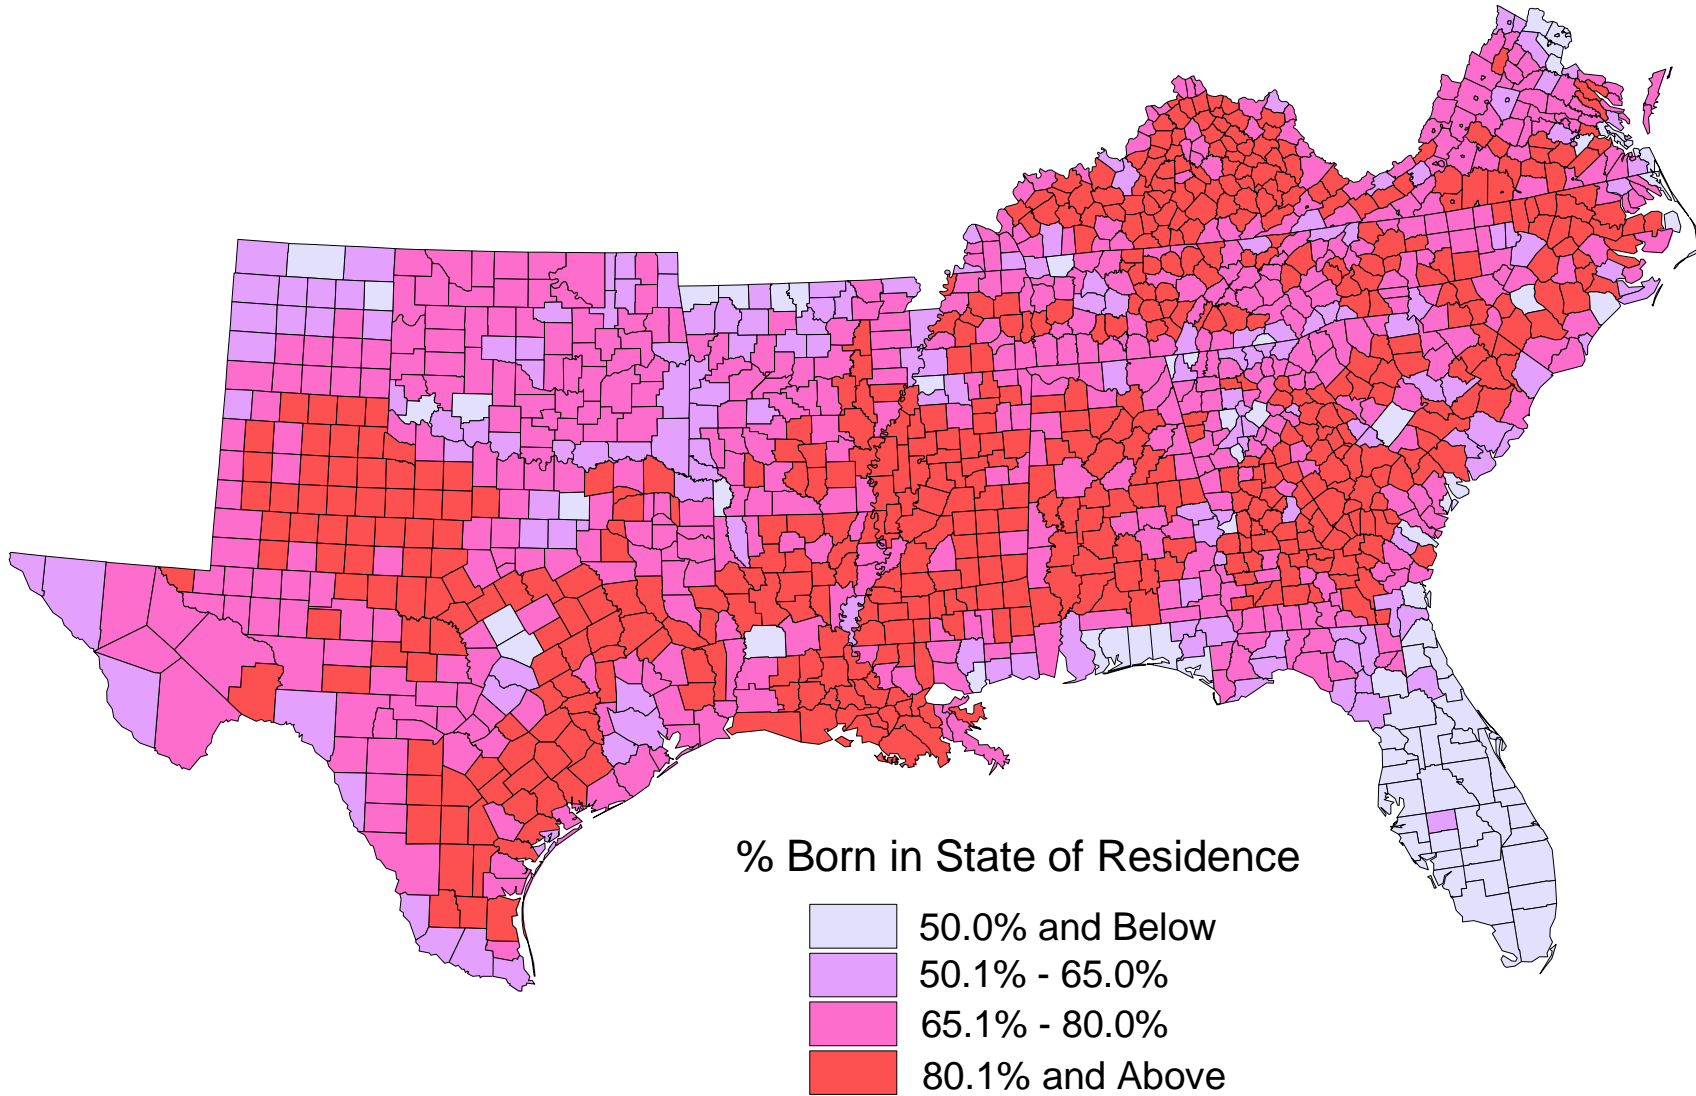 % Born in State of Residence
50.0% and Below
50.1% - 65.0%
65.1% - 80.0%
80.1% and Above